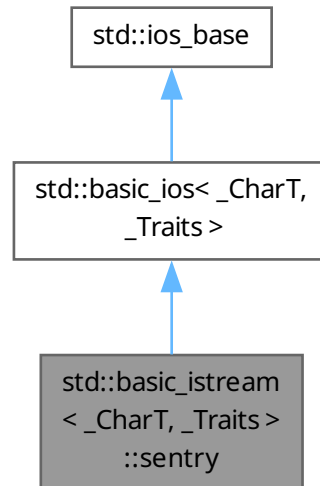 std::ios_base
std::basic_ios< _CharT,
_Traits >
std::basic_istream
< _CharT, _Traits >
::sentry